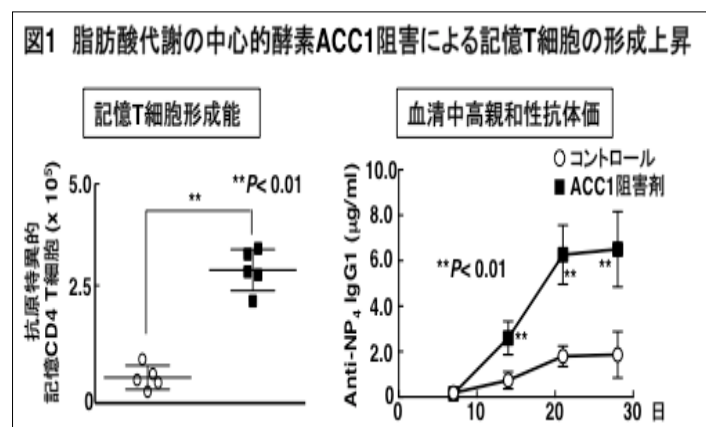 図1 脂肪酸代謝の中心的酵素ACC1阻害による記憶T細胞の形成上昇
記憶T細胞形成能
抗原特異的
記憶CD4 T細胞 (x 10⁵)
5.0
2.5
0
**
**P< 0.01
血清中高親和性抗体価
○ コントロール
■ ACC1阻害剤
Anti-NP₄ IgG1 (μg/ml)
10.0
8.0
6.0
4.0
2.0
0
**P< 0.01
**
**
**
0 10 20 30 日